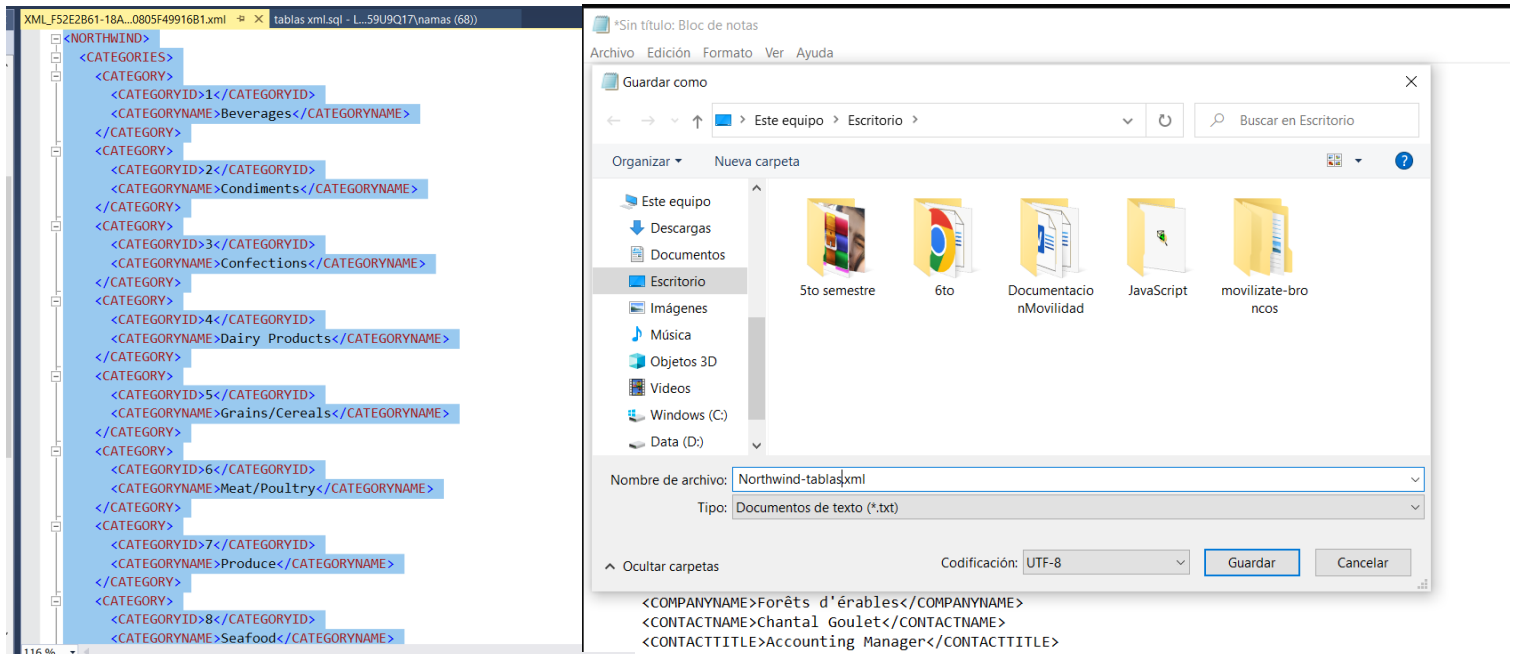 XML_F52E2B61-18A...0805F49916B1.xml
tablas xml.sql - L...59U9Q17\namas (68))
<NORTHWIND>
<CATEGORIES>
<CATEGORY>
<CATEGORYID>1</CATEGORYID>
<CATEGORYNAME>Beverages</CATEGORYNAME>
</CATEGORY>
<CATEGORY>
<CATEGORYID>2</CATEGORYID>
<CATEGORYNAME>Condiments</CATEGORYNAME>
</CATEGORY>
<CATEGORY>
<CATEGORYID>3</CATEGORYID>
<CATEGORYNAME>Confections</CATEGORYNAME>
</CATEGORY>
<CATEGORY>
<CATEGORYID>4</CATEGORYID>
<CATEGORYNAME>Dairy Products</CATEGORYNAME>
</CATEGORY>
<CATEGORY>
<CATEGORYID>5</CATEGORYID>
<CATEGORYNAME>Grains/Cereals</CATEGORYNAME>
</CATEGORY>
<CATEGORY>
<CATEGORYID>6</CATEGORYID>
<CATEGORYNAME>Meat/Poultry</CATEGORYNAME>
</CATEGORY>
<CATEGORY>
<CATEGORYID>7</CATEGORYID>
<CATEGORYNAME>Produce</CATEGORYNAME>
</CATEGORY>
<CATEGORY>
<CATEGORYID>8</CATEGORYID>
<CATEGORYNAME>Seafood</CATEGORYNAME>
116 %
*Sin título: Bloc de notas
Archivo Edición Formato Ver Ayuda
Guardar como
Este equipo > Escritorio >
Buscar en Escritorio
Organizar
Nueva carpeta
Este equipo
Descargas
Documentos
Escritorio
Imágenes
Música
Objetos 3D
Videos
Windows (C:)
Data (D:)
5to semestre
6to
Documentacio
nMovilidad
JavaScript
movilizate-bro
ncos
Nombre de archivo: Northwind-tablas.xml
Tipo: Documentos de texto (*.txt)
Ocultar carpetas
Codificación: UTF-8
Guardar
Cancelar
<COMPANYNAME>Forêts d'érables</COMPANYNAME>
<CONTACTNAME>Chantal Goulet</CONTACTNAME>
<CONTACTTITLE>Accounting Manager</CONTACTTITLE>